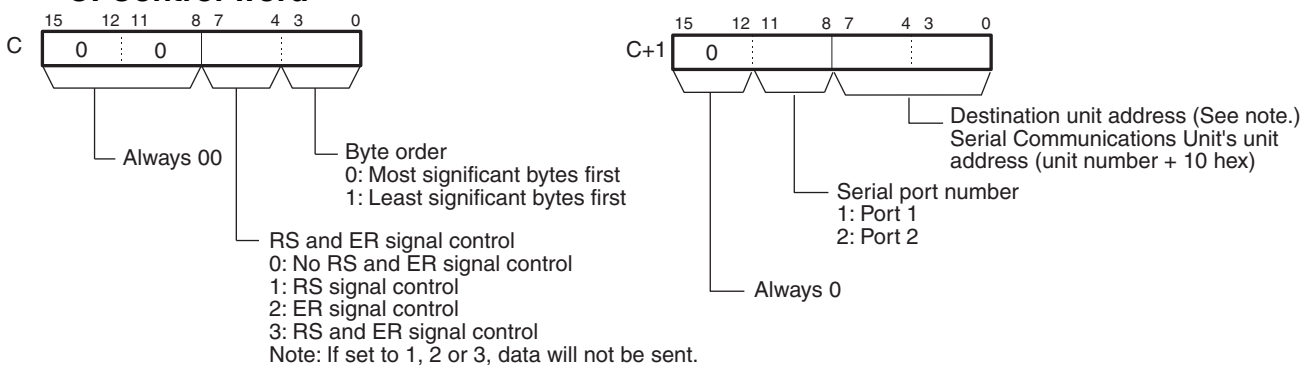 C: Control word
15 12 11 8 7 4 3 0
C 0 0
Always 00
Byte order
0: Most significant bytes first
1: Least significant bytes first
RS and ER signal control
0: No RS and ER signal control
1: RS signal control
2: ER signal control
3: RS and ER signal control
Note: If set to 1, 2 or 3, data will not be sent.
15 12 11 8 7 4 3 0
C+1 0
Destination unit address (See note.)
Serial Communications Unit's unit
address (unit number + 10 hex)
Serial port number
1: Port 1
2: Port 2
Always 0